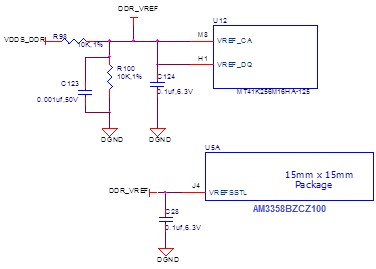 DDR_VREF
U12
VDDS_DDR
R98
10K,1%
M8
VREF_CA
H1
VREF_DQ
R100
10K,1%
C123
0.001uf,50V
C124
0.1uf,6.3V
MT41K256M16HA-125
DGND
DGND
U5A
15mm x 15mm
Package
DDR_VREF
J4
VREFSSTL
AM3358BZCZ100
C28
0.1uf,6.3V
DGND